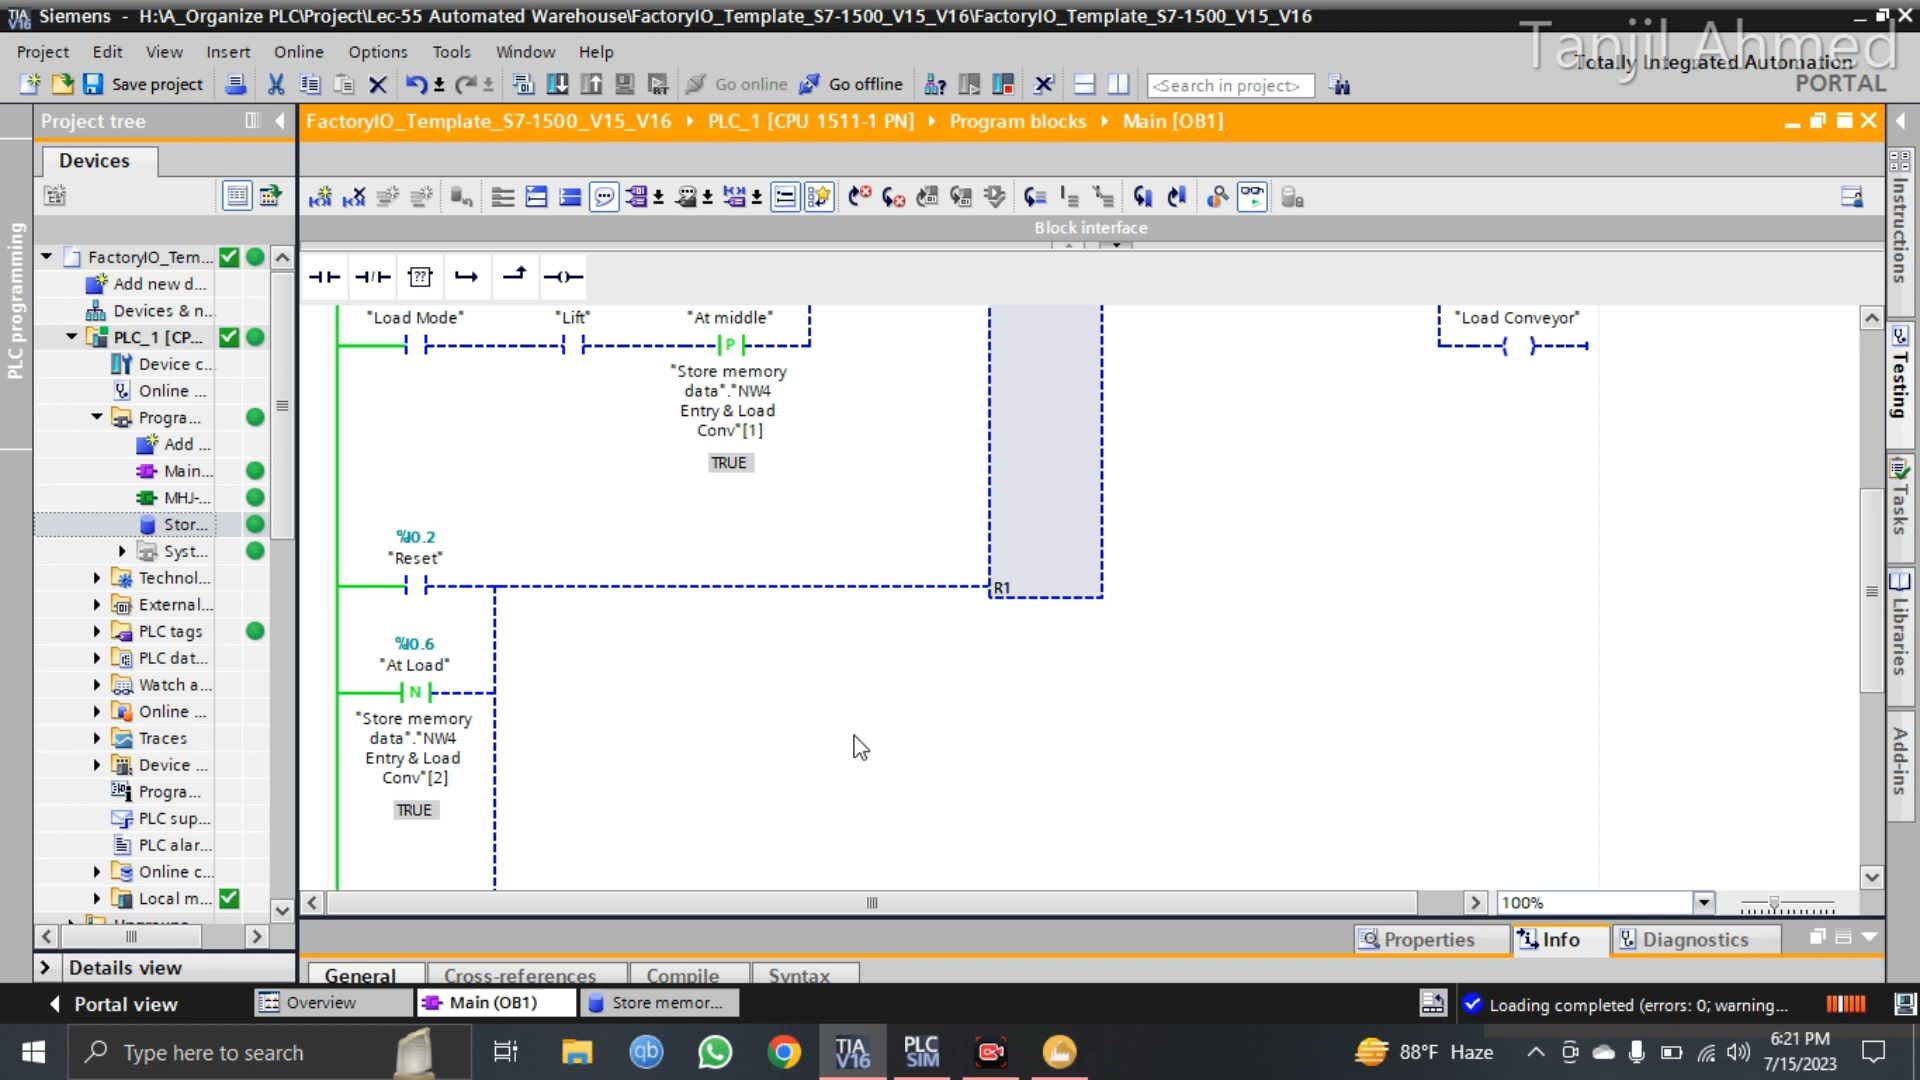 Siemens - H:\A_Organize PLC\Project\Lec-55 Automated Warehouse\FactoryIO_Template_S7-1500_V15_V16\FactoryIO_Template_S7-1500_V15_V16
Tanjil Ahmed
Project Edit View Insert Online Options Tools Window Help
Totally Integrated Automation
PORTAL
Save project
Go online
Go offline
<Search in project>
Project tree
FactoryIO_Template_S7-1500_V15_V16 PLC_1 [CPU 1511-1 PN] Program blocks Main [OB1]
Devices
Block interface
PLC programming
FactoryIO_Tem...
Add new d...
Devices & n...
PLC_1 [CP...
Device c...
Online ...
Progra...
Add ...
Main...
MHJ-...
Stor...
Syst...
Technol...
External...
PLC tags
PLC dat...
Watch a...
Online ...
Traces
Device ...
Progra...
PLC sup...
PLC alar...
Online c...
Local m...
Details view
"Load Mode" "Lift" "At middle" "Load Conveyor"
P
"Store memory
data"."NW4
Entry & Load
Conv"[1]
TRUE
%I0.2
"Reset"
R1
%I0.6
"At Load"
N
"Store memory
data"."NW4
Entry & Load
Conv"[2]
TRUE
100%
Instructions
Testing
Tasks
Libraries
Add-ins
Properties Info Diagnostics
General Cross-references Compile Syntax
Portal view Overview Main (OB1) Store memor... Loading completed (errors: 0; warning...
Type here to search
qb
TIA
V16
PLC
SIM
88°F Haze
6:21 PM
7/15/2023